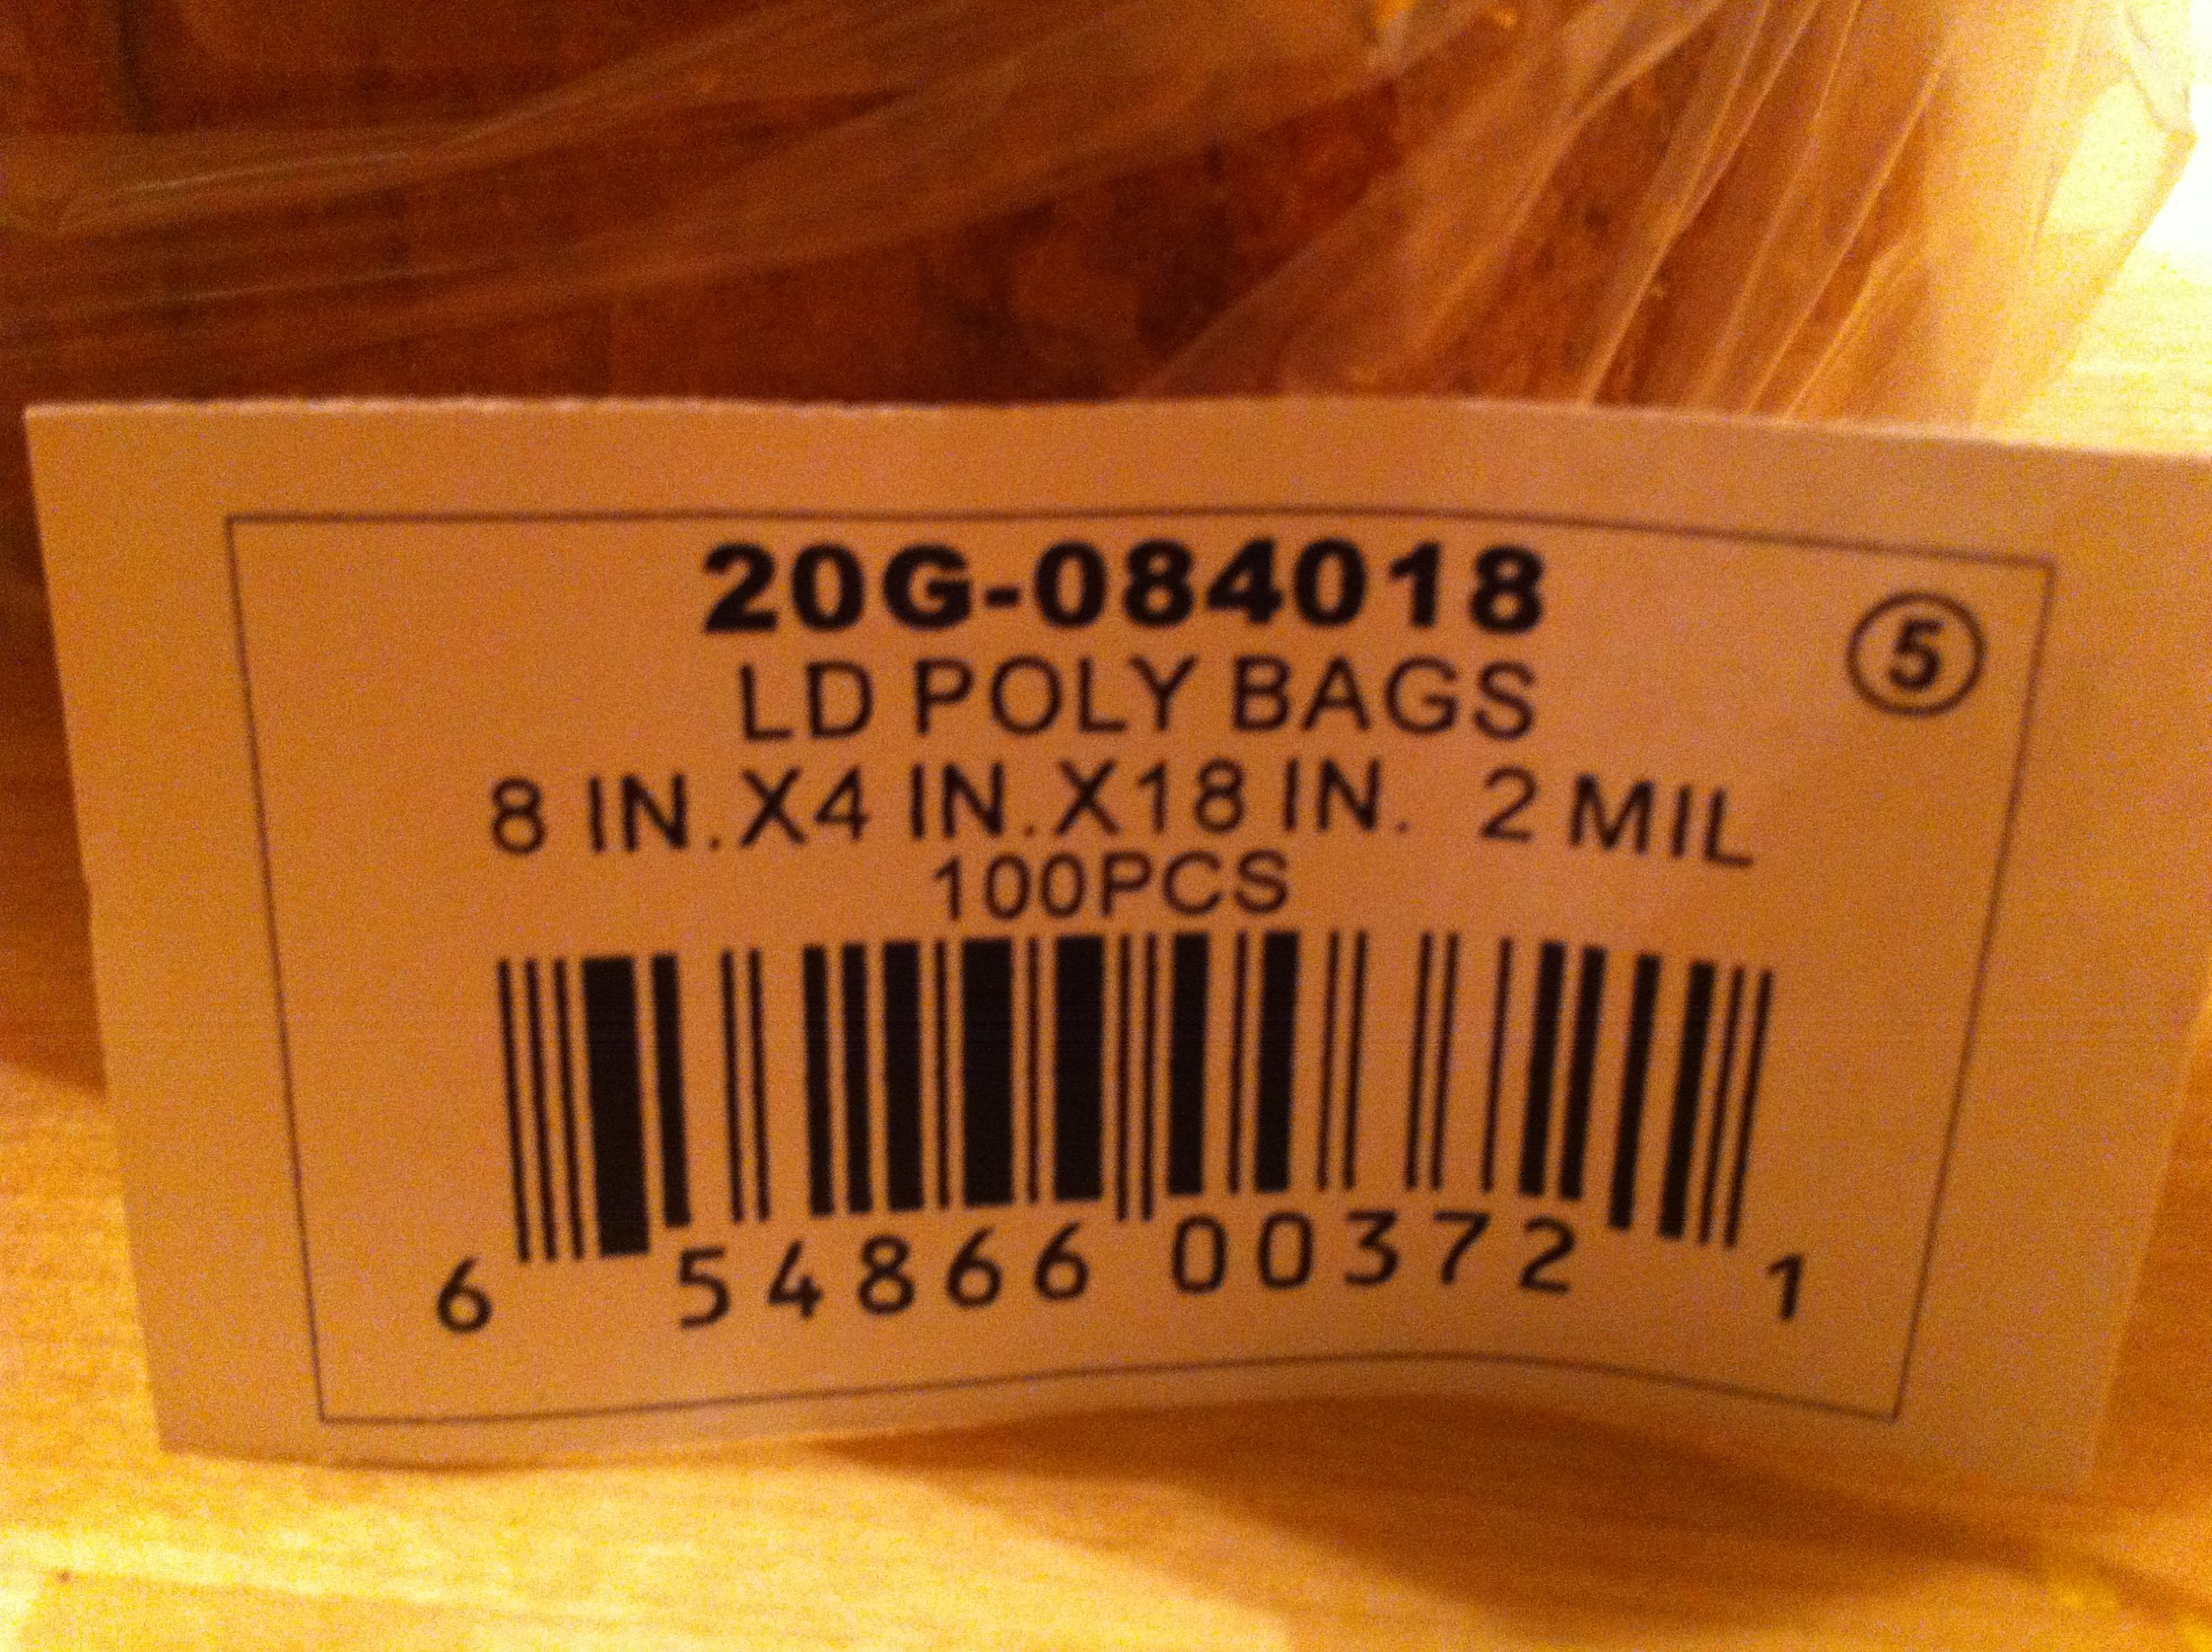 20G-084018
5
LD POLY BAGS
8 IN.X4 IN.X18 IN. 2 MIL
100PCS
6 54866 00372 1